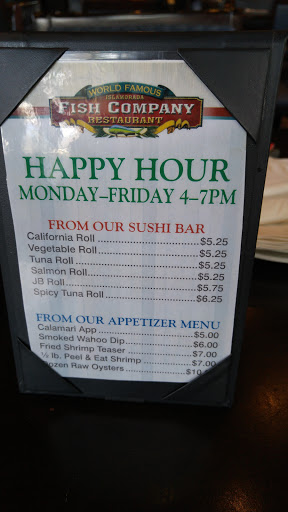 WORLD FAMOUS
ISLAMORADA
FISH COMPANY
RESTAURANT
HAPPY HOUR
MONDAY–FRIDAY 4–7PM
FROM OUR SUSHI BAR
California Roll $5.25
Vegetable Roll $5.25
Tuna Roll $5.25
Salmon Roll $5.25
JB Roll $5.75
Spicy Tuna Roll $6.25
FROM OUR APPETIZER MENU
Calamari App $5.00
Smoked Wahoo Dip $6.00
Fried Shrimp Teaser $7.00
½ lb. Peel & Eat Shrimp $7.00
Dozen Raw Oysters